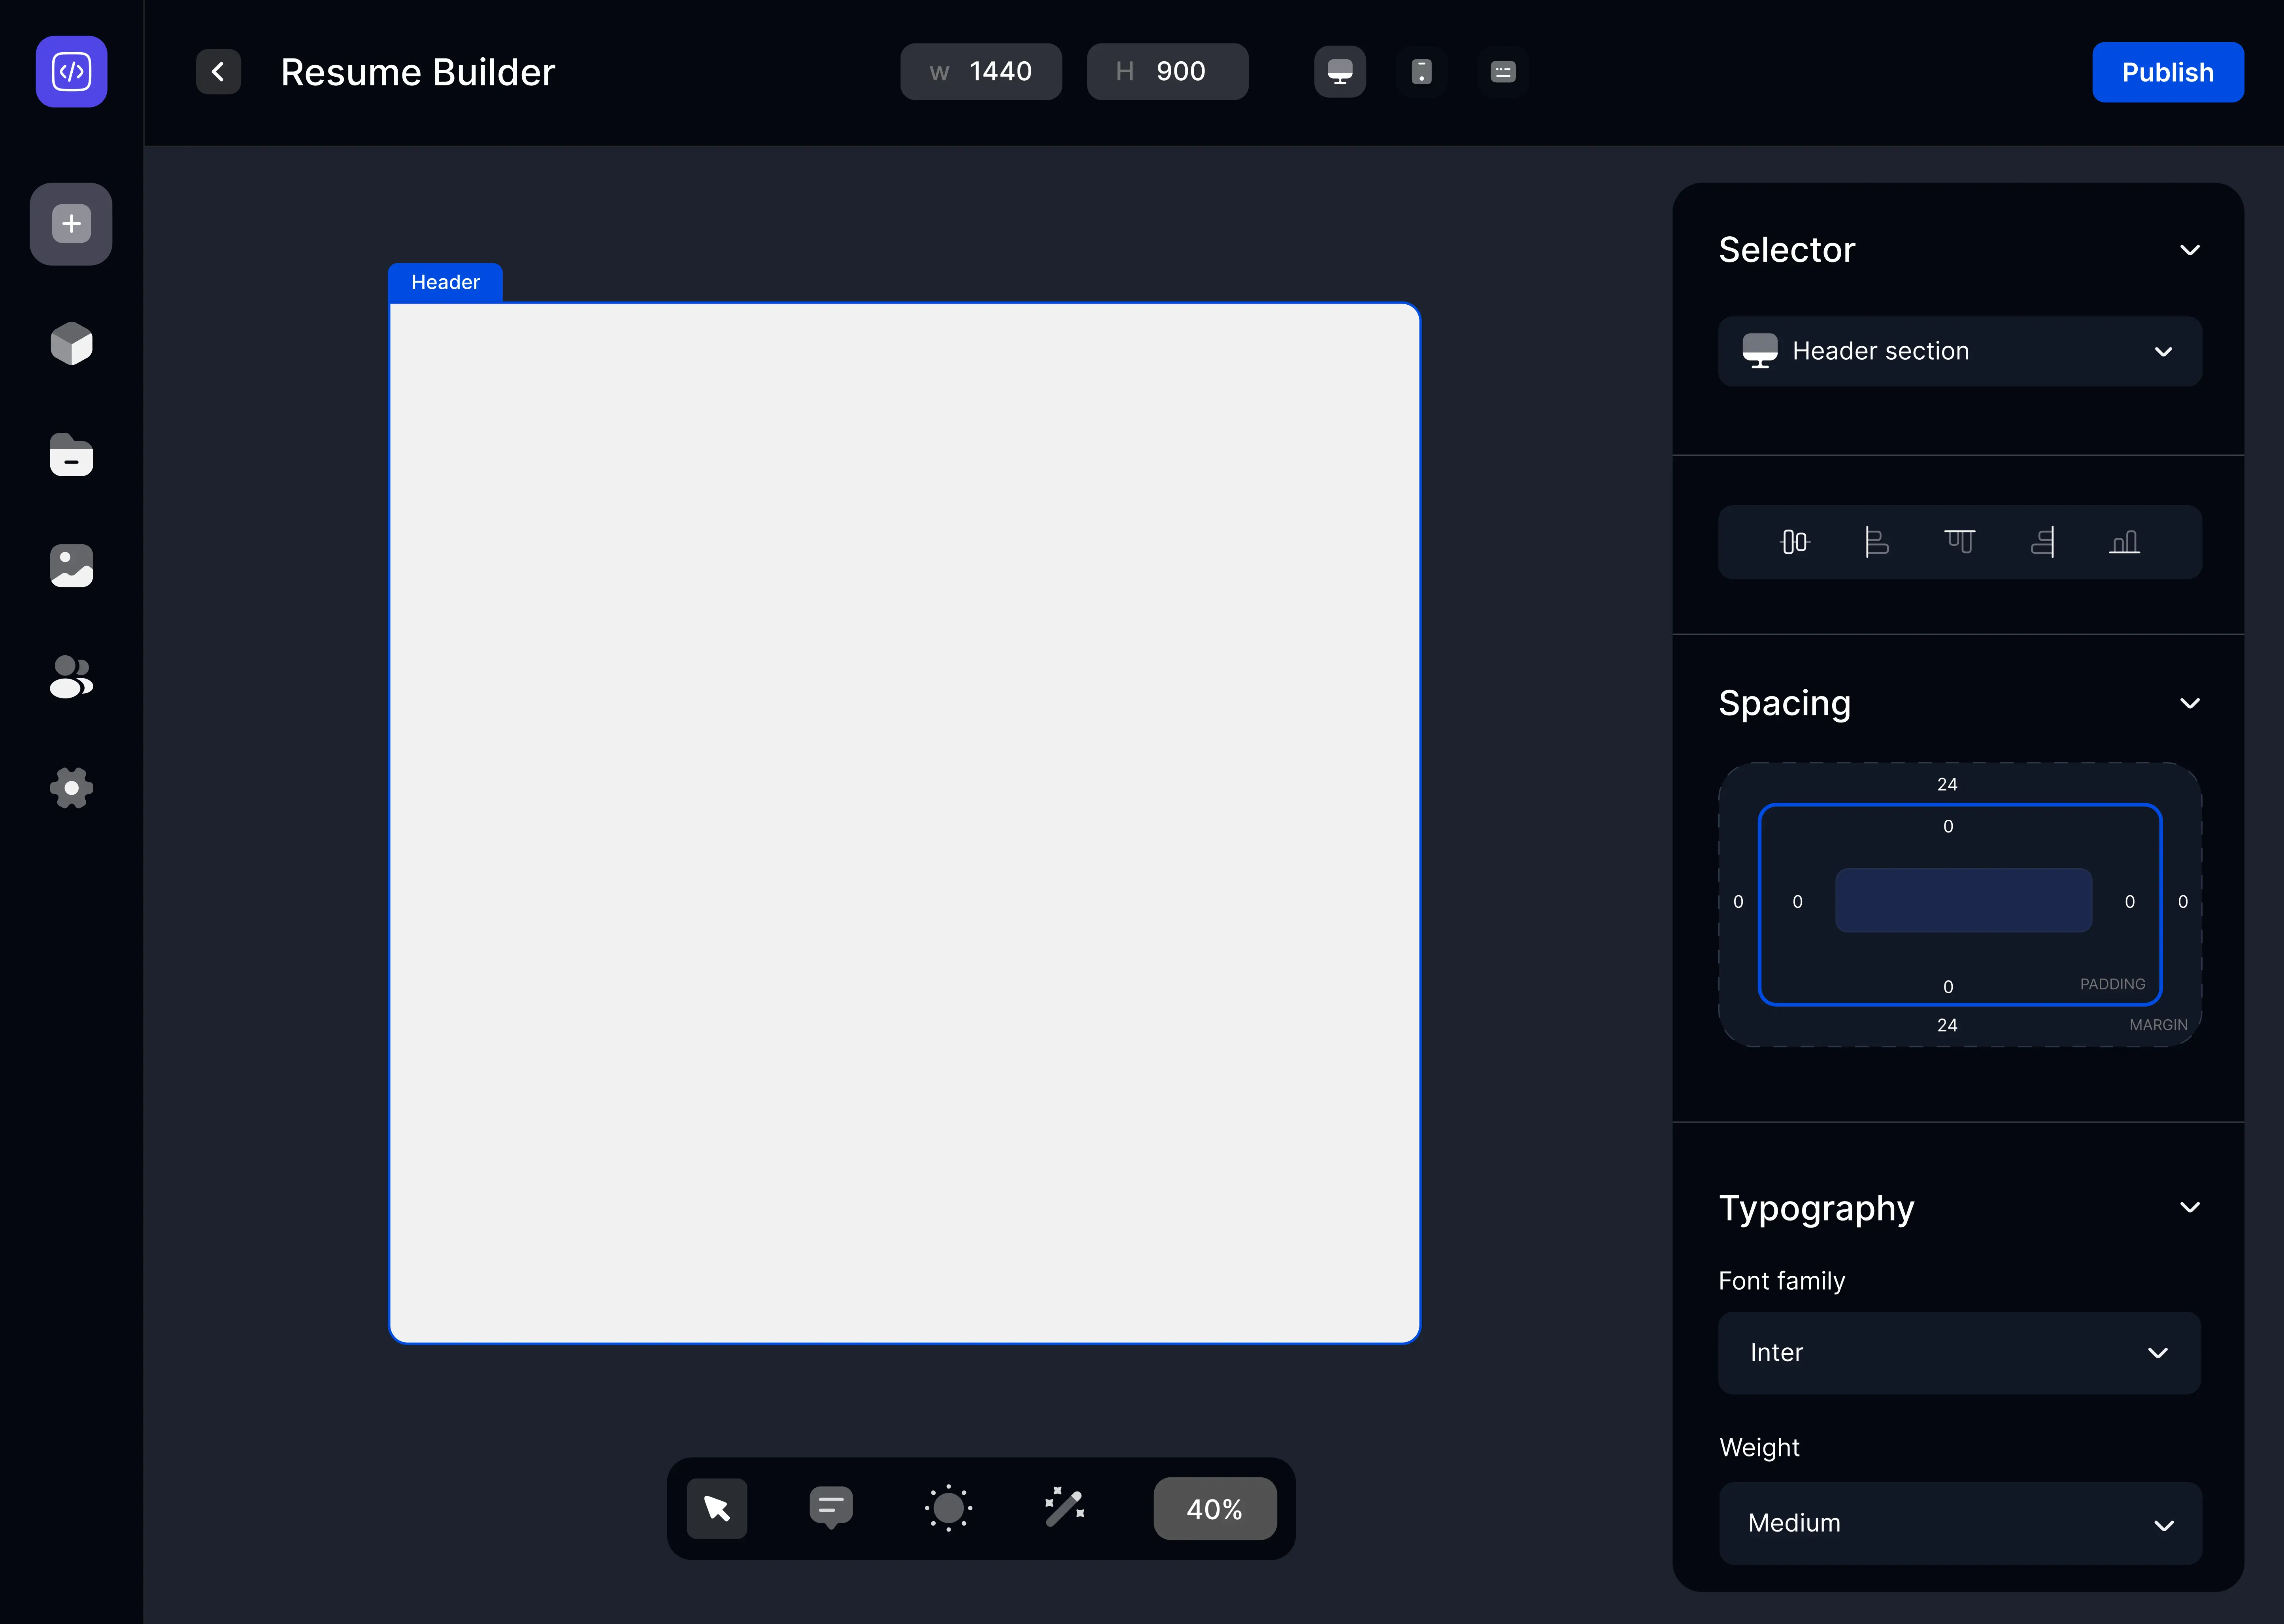 Resume Builder
W 1440
H 900
Publish
Header
40%
Selector
Header section
Spacing
24
0
0 0 0 0
0
PADDING
24
MARGIN
Typography
Font family
Inter
Weight
Medium